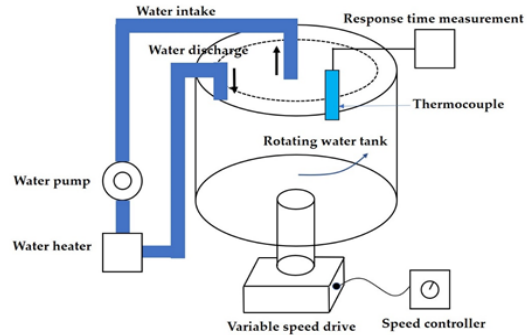 Water intake
Response time measurement
Water discharge
Thermocouple
Rotating water tank
Water pump
Water heater
Variable speed drive
Speed controller